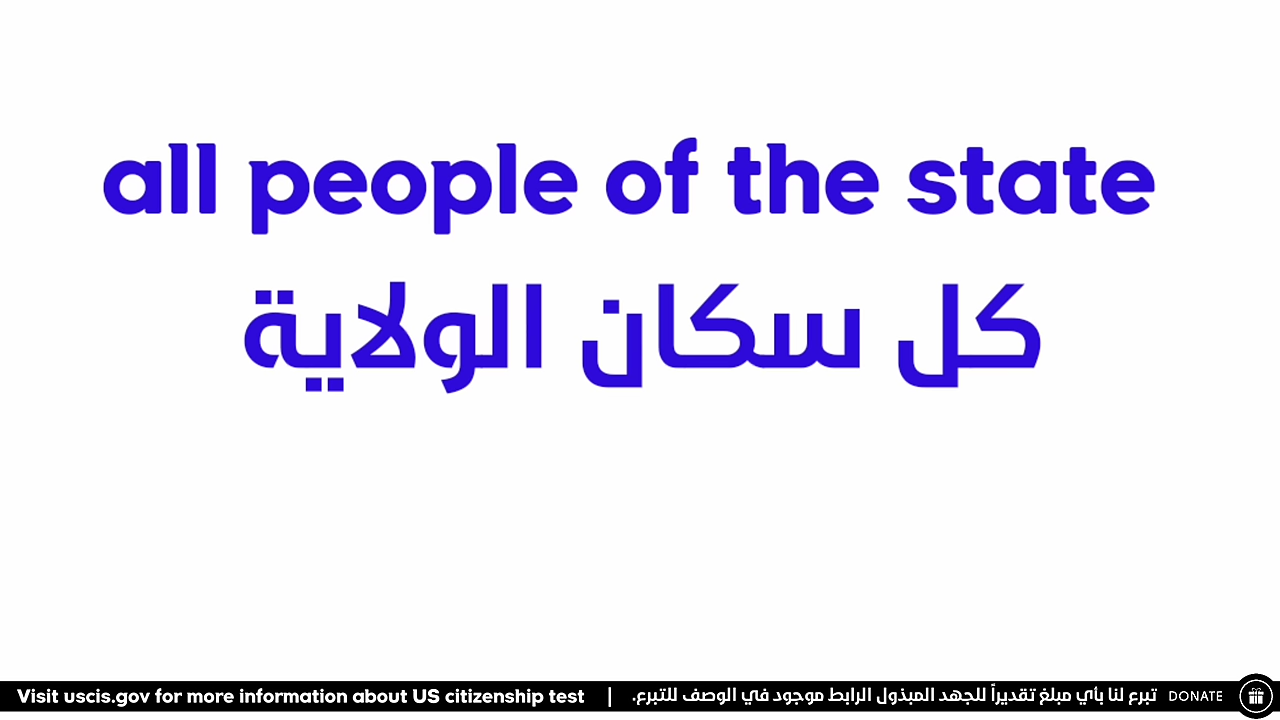 all people of the state
كل سكان الولاية
Visit uscis.gov for more information about US citizenship test | تبرع لنا بأي مبلغ تقديراً للجهد المبذول الرابط موجود في الوصف للتبرع. DONATE